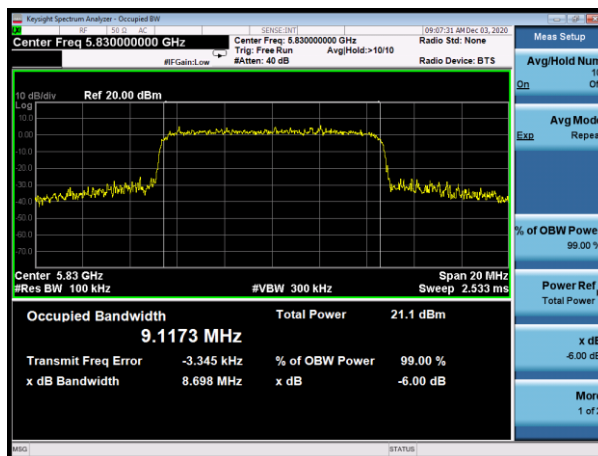 Keysight Spectrum Analyzer - Occupied BW
RF 50 Ω AC SENSE:INT 09:07:31 AM Dec 03, 2020
Center Freq 5.830000000 GHz Center Freq: 5.830000000 GHz Radio Std: None
Trig: Free Run Avg|Hold:>10/10
#IFGain:Low #Atten: 40 dB Radio Device: BTS
10 dB/div Ref 20.00 dBm
Log
10.0
0.00
-10.0
-20.0
-30.0
-40.0
-50.0
-60.0
-70.0
Center 5.83 GHz Span 20 MHz
#Res BW 100 kHz #VBW 300 kHz Sweep 2.533 ms
Occupied Bandwidth Total Power 21.1 dBm
9.1173 MHz
Transmit Freq Error -3.345 kHz % of OBW Power 99.00 %
x dB Bandwidth 8.698 MHz x dB -6.00 dB
MSG STATUS
Meas Setup
Avg/Hold Num
10
On Of
Avg Mode
Exp Repea
% of OBW Power
99.00 %
Power Ref
Total Power
x dB
-6.00 dB
More
1 of 2